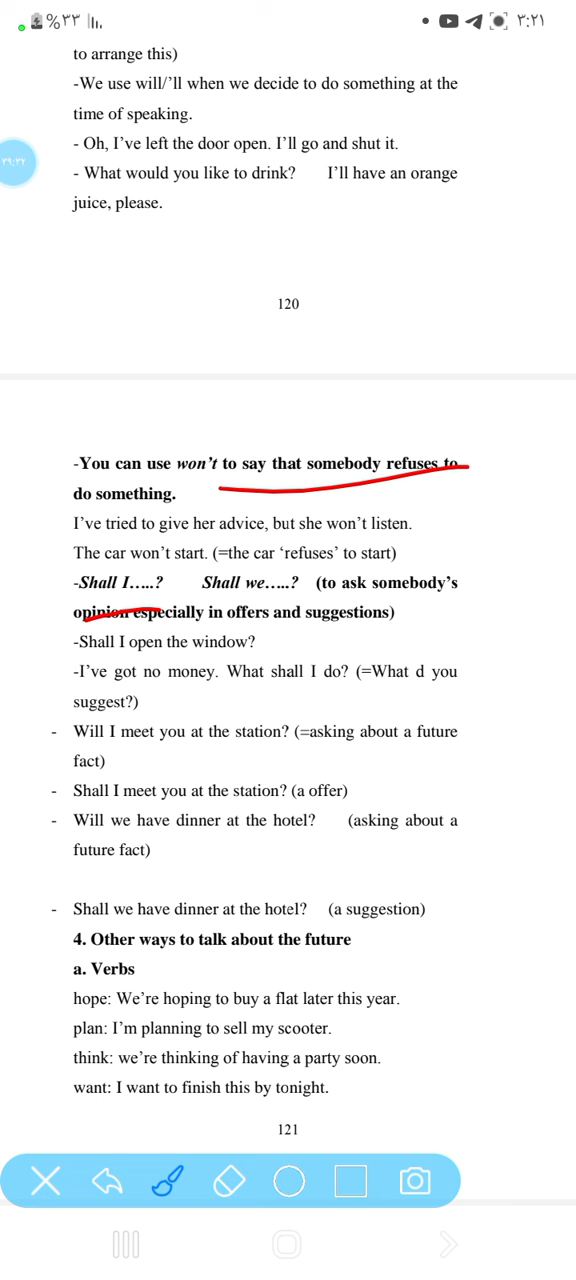 %٣٣
٣:٢١
to arrange this)
-We use will/'ll when we decide to do something at the
time of speaking.
- Oh, I've left the door open. I'll go and shut it.
٢٩:٢٢
- What would you like to drink? I'll have an orange
juice, please.
120
-You can use won't to say that somebody refuses to
do something.
I've tried to give her advice, but she won't listen.
The car won't start. (=the car 'refuses' to start)
-Shall I…..? Shall we…..? (to ask somebody's
opinion especially in offers and suggestions)
-Shall I open the window?
-I've got no money. What shall I do? (=What d you
suggest?)
- Will I meet you at the station? (=asking about a future
fact)
- Shall I meet you at the station? (a offer)
- Will we have dinner at the hotel? (asking about a
future fact)
- Shall we have dinner at the hotel? (a suggestion)
4. Other ways to talk about the future
a. Verbs
hope: We're hoping to buy a flat later this year.
plan: I'm planning to sell my scooter.
think: we're thinking of having a party soon.
want: I want to finish this by tonight.
121